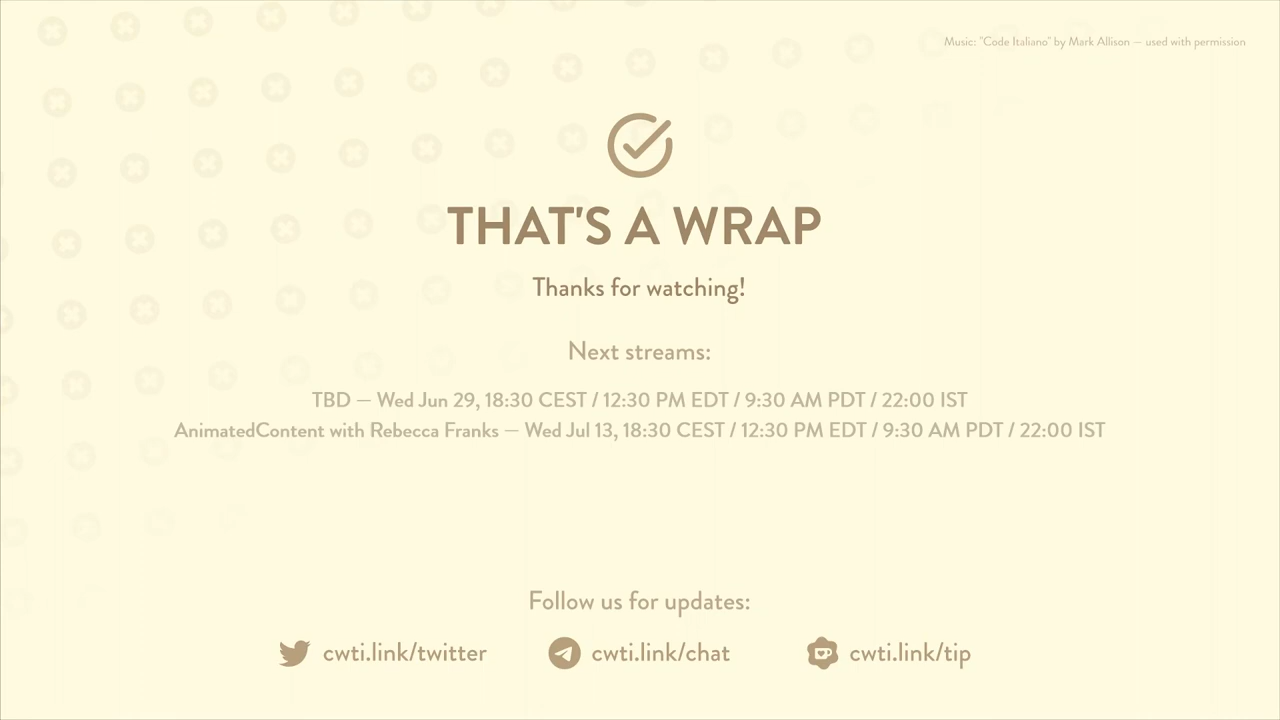 Music: "Code Italiano" by Mark Allison — used with permission
THAT'S A WRAP
Thanks for watching!
Next streams:
TBD — Wed Jun 29, 18:30 CEST / 12:30 PM EDT / 9:30 AM PDT / 22:00 IST
AnimatedContent with Rebecca Franks — Wed Jul 13, 18:30 CEST / 12:30 PM EDT / 9:30 AM PDT / 22:00 IST
Follow us for updates:
cwti.link/twitter
cwti.link/chat
cwti.link/tip